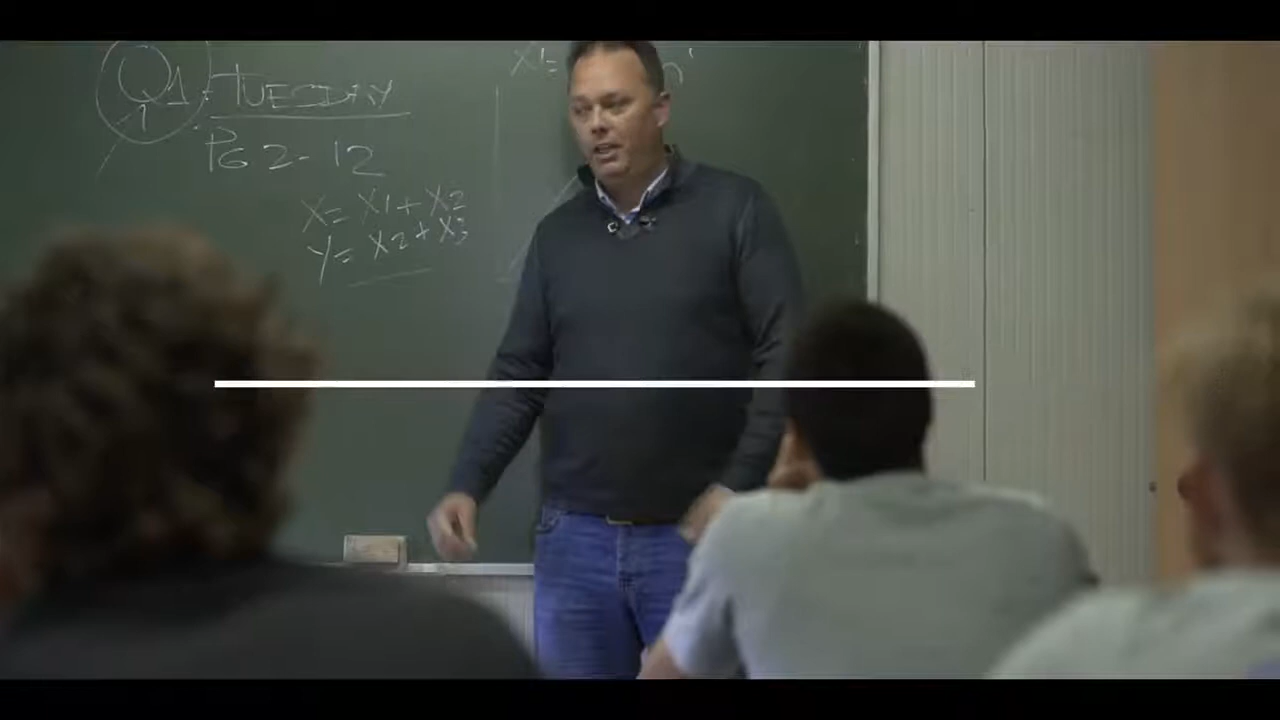 Q1: TUESDAY
PG 2-12
X = X1 + X2
Y = X2 + X3